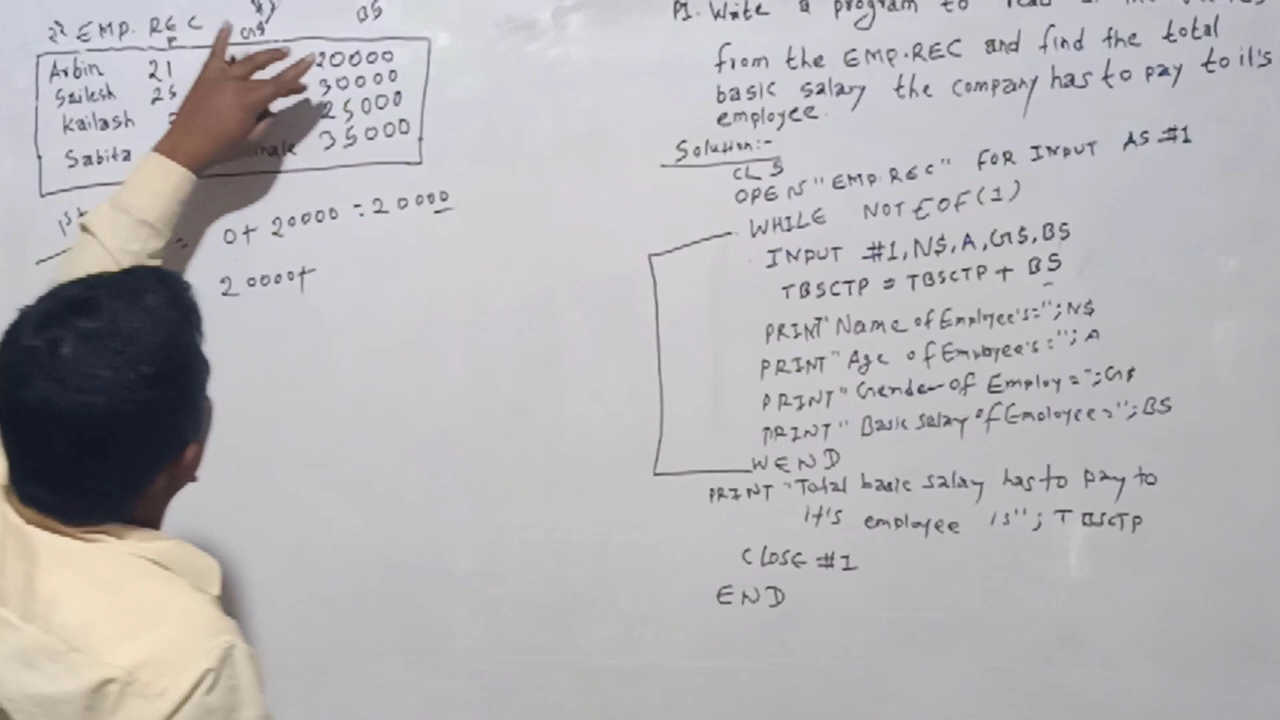 EMP. REC
BS
Arbin 21 20000
Sailesh 25 30000
Kailash 25000
Sabita 35000
1st
= 0+ 20000 = 20000
20000+
P1. Write a program to read all the
from the EMP.REC and find the total
basic salary the company has to pay to it's
employee.
Solution:-
CLS
OPEN "EMP.REC" FOR INPUT AS #1
WHILE NOT EOF(1)
INPUT #1, N$, A, G$, BS
TBSCTP = TBSCTP + BS
PRINT "Name of Employee's="; N$
PRINT "Age of Employee's="; A
PRINT "Gender of Employ="; G$
PRINT "Basic salary of Employee="; BS
WEND
PRINT "Total basic salary has to pay to
it's employee is"; TBSCTP
CLOSE #1
END